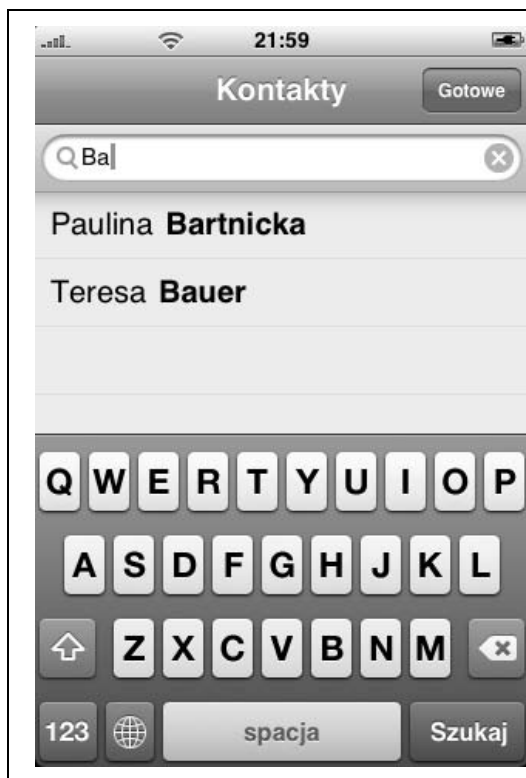 21:59
Kontakty Gotowe
Ba
Paulina Bartnicka
Teresa Bauer
Q W E R T Y U I O P
A S D F G H J K L
Z X C V B N M
123 spacja Szukaj